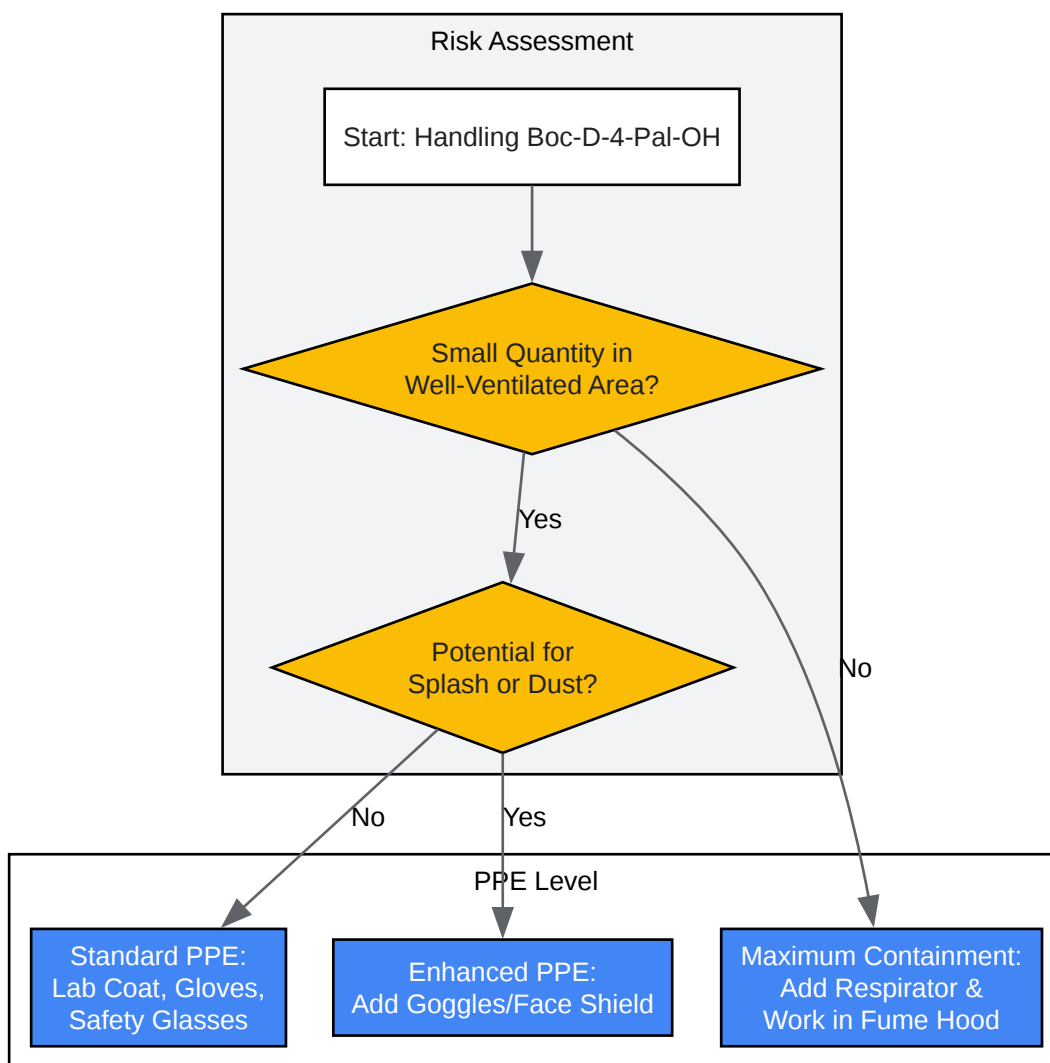 Risk Assessment
Start: Handling Boc-D-4-Pal-OH
Small Quantity in
Well-Ventilated Area?
Yes
Potential for
Splash or Dust?
No
No
Yes
PPE Level
Standard PPE:
Lab Coat, Gloves,
Safety Glasses
Enhanced PPE:
Add Goggles/Face Shield
Maximum Containment:
Add Respirator &
Work in Fume Hood